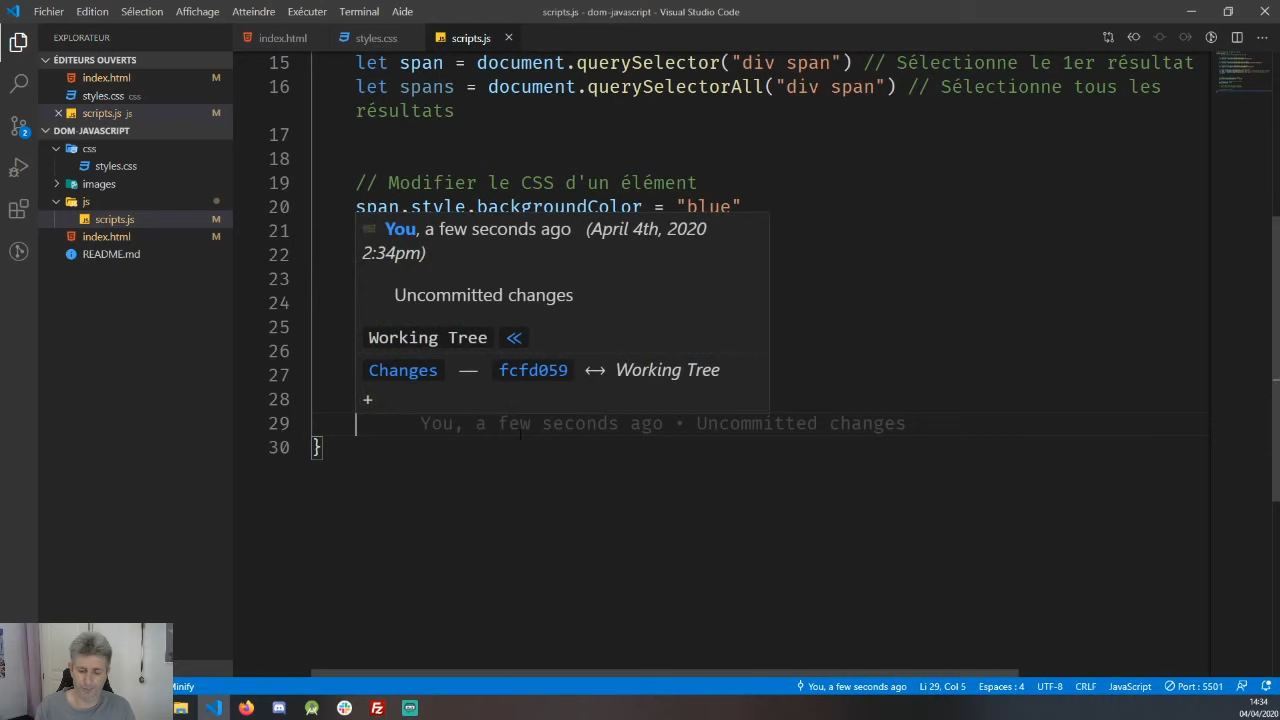 Fichier Edition Sélection Affichage Atteindre Exécuter Terminal Aide
scripts.js - dom-javascript - Visual Studio Code
EXPLORATEUR
index.html
styles.css
scripts.js
ÉDITEURS OUVERTS
index.html M
styles.css css
scripts.js js M
DOM-JAVASCRIPT
css
styles.css
images
js
scripts.js M
index.html M
README.md
2
15 let span = document.querySelector("div span") // Sélectionne le 1er résultat
16 let spans = document.querySelectorAll("div span") // Sélectionne tous les
résultats
17
18
19 // Modifier le CSS d'un élément
20 span.style.backgroundColor = "blue"
21
22
23
24
25
26
27
28
29 You, a few seconds ago • Uncommitted changes
30 }
You, a few seconds ago (April 4th, 2020
2:34pm)
Uncommitted changes
Working Tree
Changes — fcfd059 ↔ Working Tree
+
Minify
You, a few seconds ago Li 29, Col 5 Espaces : 4 UTF-8 CRLF JavaScript Port : 5501
14:34
04/04/2020